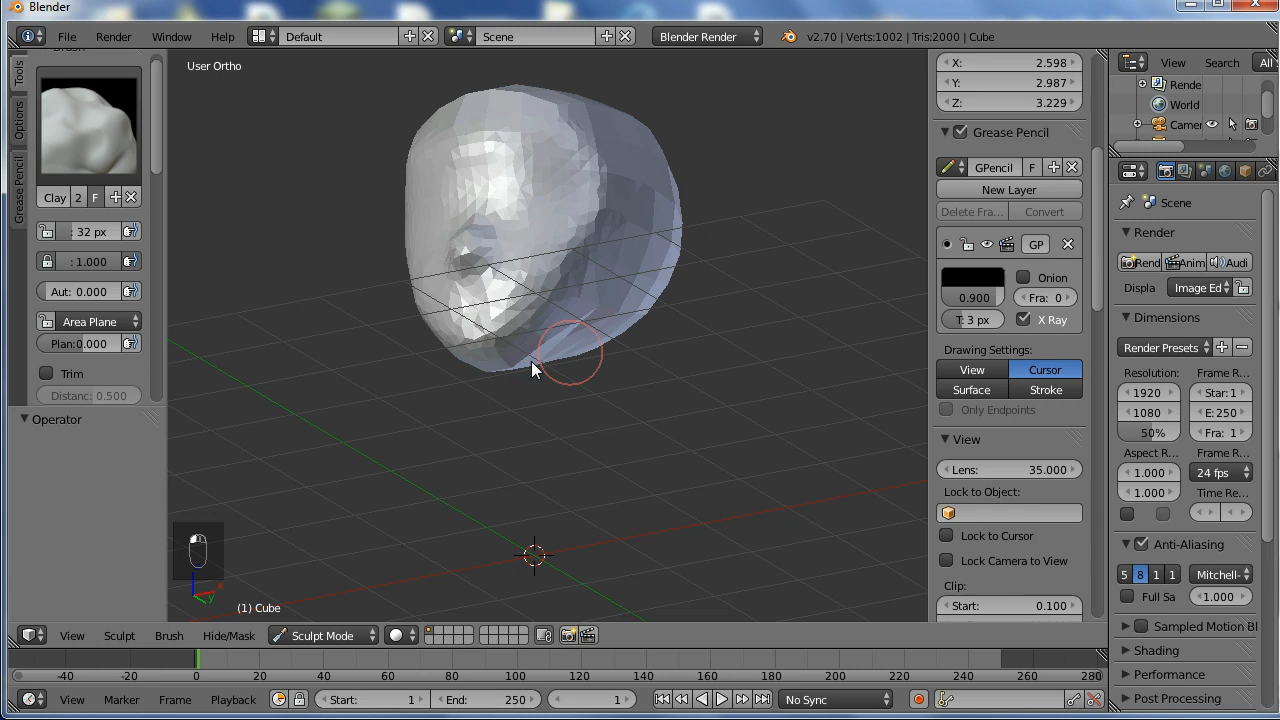 Blender
File Render Window Help Default Scene Blender Render v2.70 | Verts:1002 | Tris:2000 | Cube
User Ortho
Tools
Options
Grease Pencil
Clay 2 F
: 32 px
: 1.000
Aut: 0.000
Area Plane
Plan:0.000
Trim
Distanc: 0.500
Operator
(1) Cube
X: 2.598
Y: 2.987
Z: 3.229
Grease Pencil
GPencil F
New Layer
Delete Fra... Convert
GP
Onion
0.900 Fra: 0
T: 3 px X Ray
Drawing Settings:
View Cursor
Surface Stroke
Only Endpoints
View
Lens: 35.000
Lock to Object:
Lock to Cursor
Lock Camera to View
Clip:
Start: 0.100
View Search All
Rende
World
Camer
Scene
Render
Rend Anim Audi
Displa Image Ed
Dimensions
Render Presets
Resolution: Frame R...
1920 Star: 1
1080 E: 250
50% Fra: 1
Aspect R... Frame R...
1.000 24 fps
1.000 Time Re...
Anti-Aliasing
5 8 1 1 Mitchell-
Full Sa 1.000
Sampled Motion Bl
Shading
Performance
Post Processing
View Sculpt Brush Hide/Mask Sculpt Mode
-40 -20 0 20 40 60 80 100 120 140 160 180 200 220 240 260 280
View Marker Frame Playback Start: 1 End: 250 1 No Sync